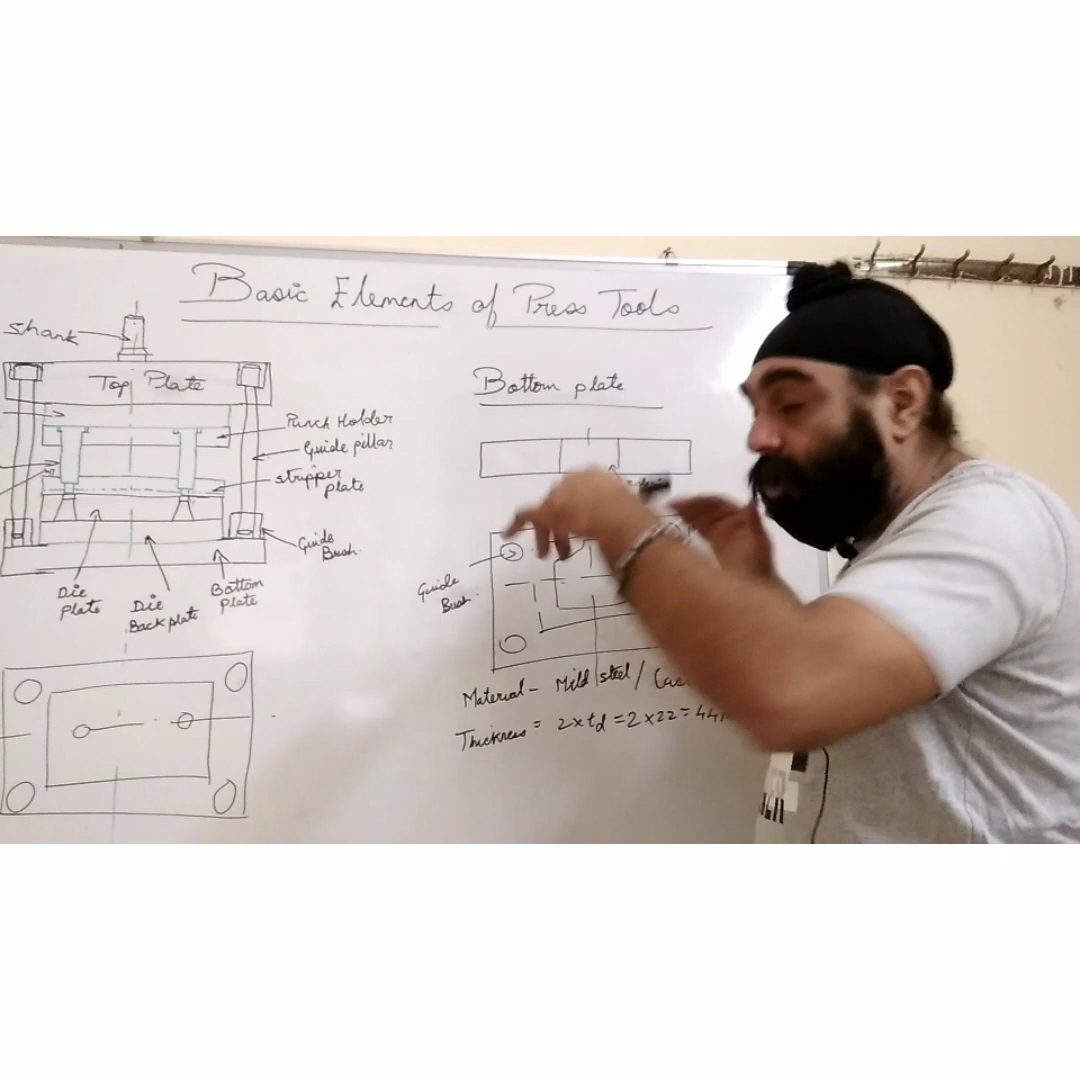 Basic Elements of Press Tools
Shank
Top Plate
Punch Holder
Guide pillar
stripper
plate
Guide
Bush.
Die
plate
Die
Back plate
Bottom
plate
Bottom plate
Guide
Bush.
Material - Mild steel /
Thickness = 2 x td = 2 x 22 = 44